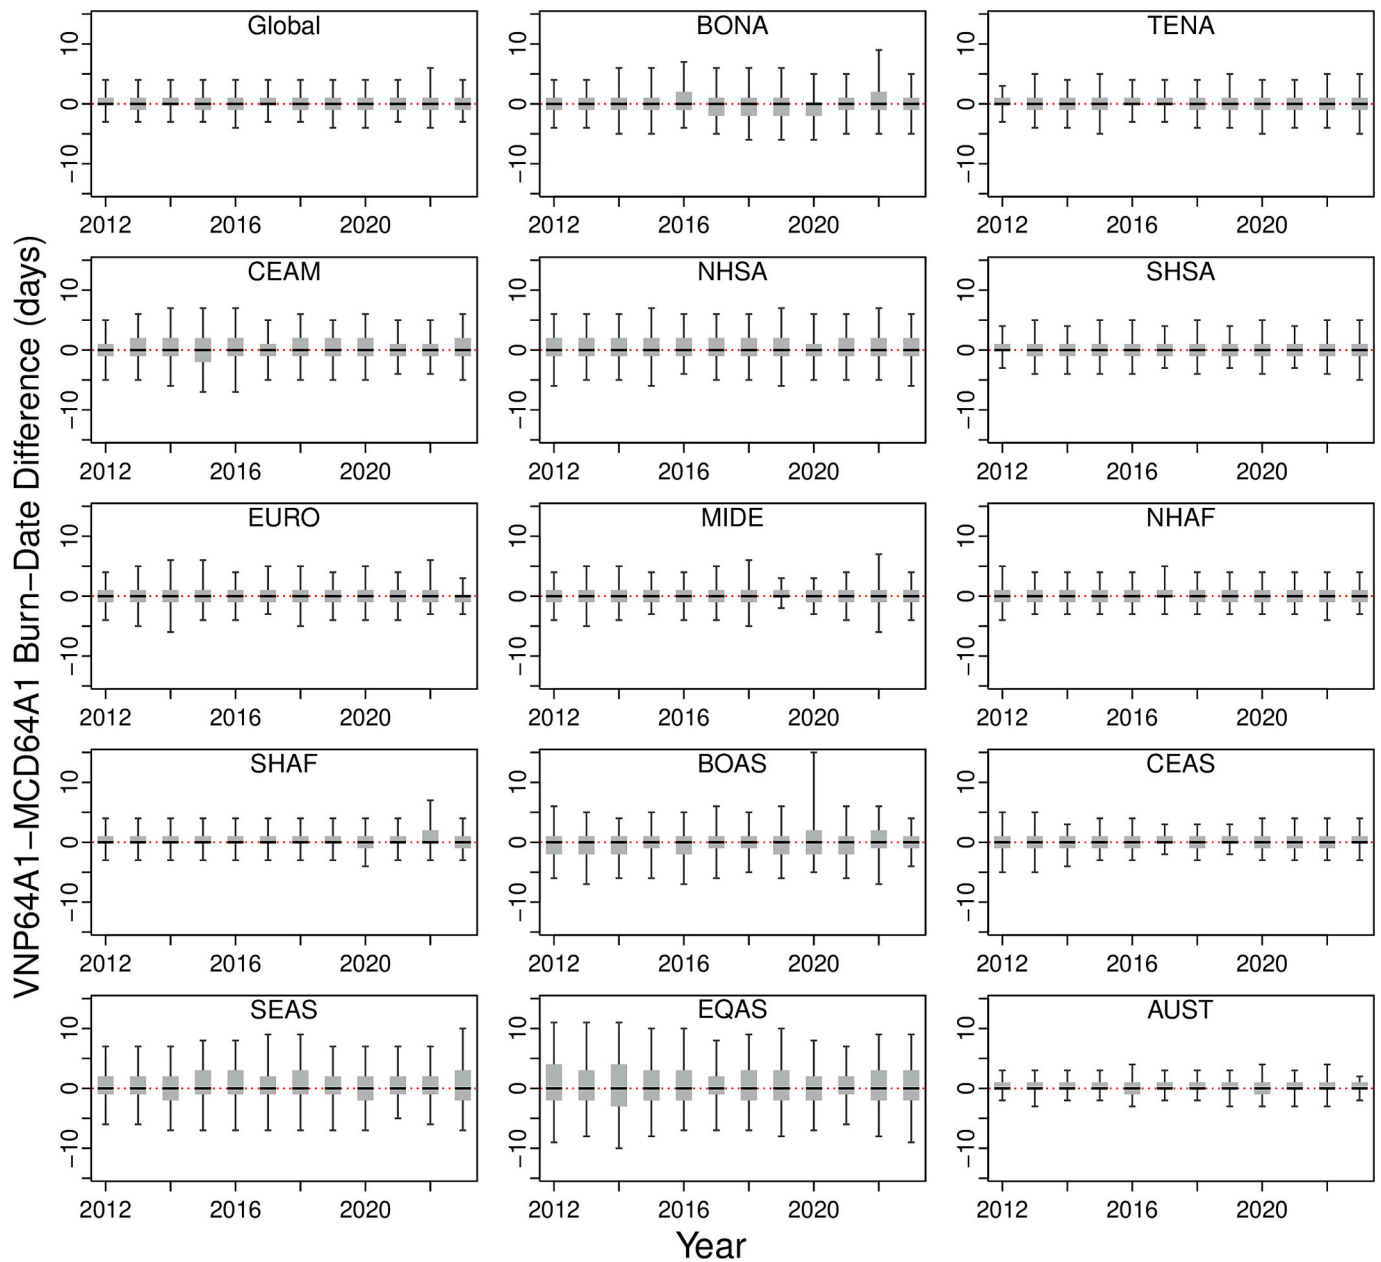 VNP64A1−MCD64A1 Burn−Date Difference (days)
Global
BONA
TENA
10
0
−10
10
0
−10
10
0
−10
2012 2016 2020
2012 2016 2020
2012 2016 2020
CEAM
NHSA
SHSA
10
0
−10
10
0
−10
10
0
−10
2012 2016 2020
2012 2016 2020
2012 2016 2020
EURO
MIDE
NHAF
10
0
−10
10
0
−10
10
0
−10
2012 2016 2020
2012 2016 2020
2012 2016 2020
SHAF
BOAS
CEAS
10
0
−10
10
0
−10
10
0
−10
2012 2016 2020
2012 2016 2020
2012 2016 2020
SEAS
EQAS
AUST
10
0
−10
10
0
−10
10
0
−10
2012 2016 2020
2012 2016 2020
2012 2016 2020
Year